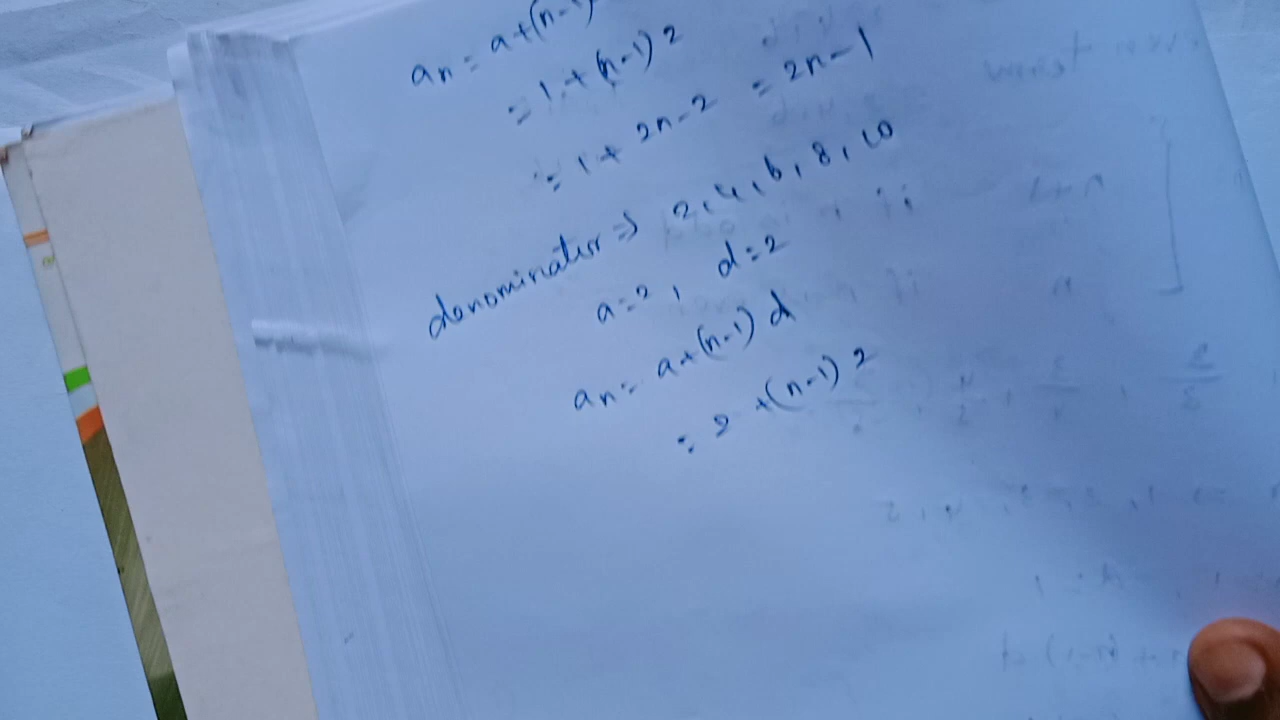 an = a+(n-1)
= 1+(n-1)2
= 1+2n-2 = 2n-1
denominator => 2,4,6,8,10
a=2, d=2
an = a+(n-1)d
= 2+(n-1)2